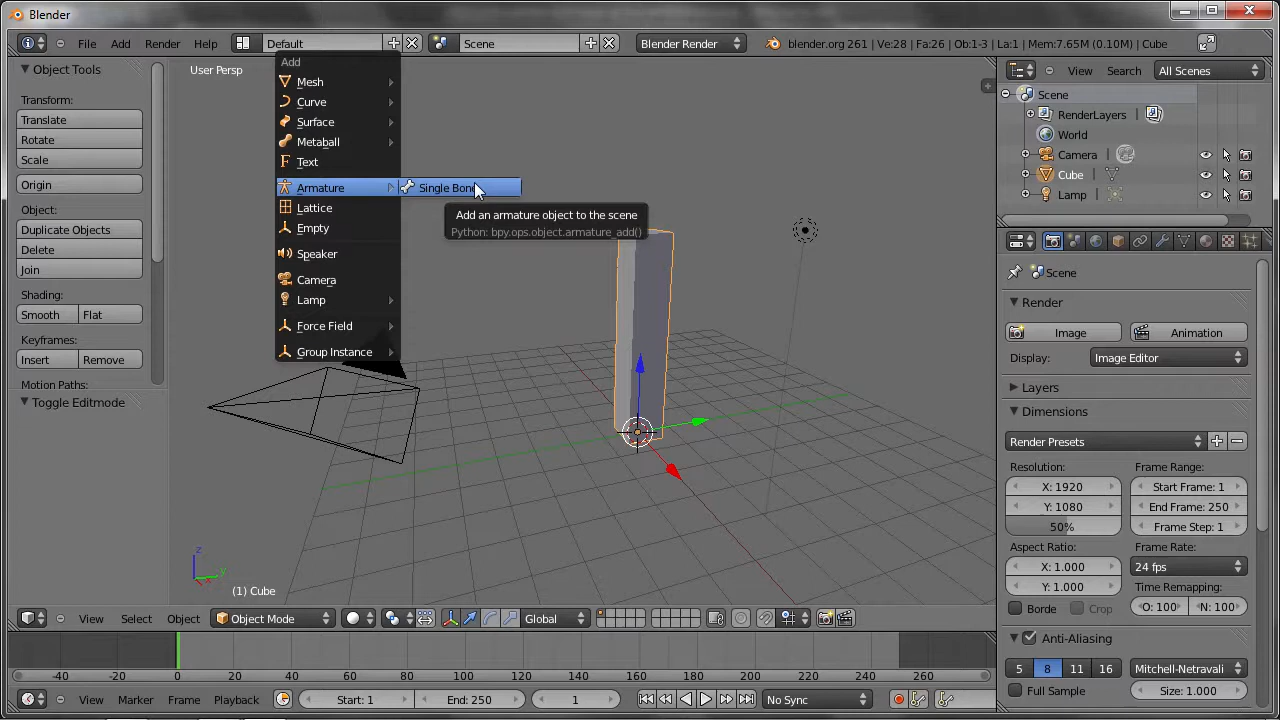 Blender
File Add Render Help Default Scene Blender Render blender.org 261 | Ve:28 | Fa:26 | Ob:1-3 | La:1 | Mem:7.65M (0.10M) | Cube
Object Tools
Transform:
Translate
Rotate
Scale
Origin
Object:
Duplicate Objects
Delete
Join
Shading:
Smooth Flat
Keyframes:
Insert Remove
Motion Paths:
Toggle Editmode
User Persp
Add
Mesh
Curve
Surface
Metaball
Text
Armature
Single Bone
Lattice
Empty
Speaker
Camera
Lamp
Force Field
Group Instance
Add an armature object to the scene
Python: bpy.ops.object.armature_add()
z
y
(1) Cube
View Select Object Object Mode Global
-40 -20 0 20 40 60 80 100 120 140 160 180 200 220 240 260
View Marker Frame Playback Start: 1 End: 250 1 No Sync
View Search All Scenes
Scene
RenderLayers
World
Camera
Cube
Lamp
Scene
Render
Image Animation
Display: Image Editor
Layers
Dimensions
Render Presets
Resolution: Frame Range:
X: 1920 Start Frame: 1
Y: 1080 End Frame: 250
50% Frame Step: 1
Aspect Ratio: Frame Rate:
X: 1.000 24 fps
Y: 1.000 Time Remapping:
Borde Crop O: 100 N: 100
Anti-Aliasing
5 8 11 16 Mitchell-Netravali
Full Sample Size: 1.000